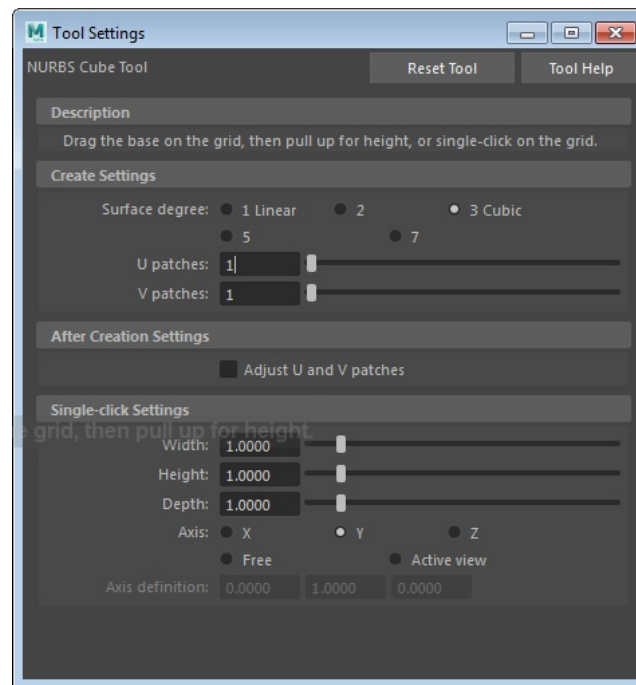 Tool Settings
NURBS Cube Tool Reset Tool Tool Help
Description
Drag the base on the grid, then pull up for height, or single-click on the grid.
Create Settings
Surface degree: 1 Linear 2 3 Cubic
5 7
U patches: 1
V patches: 1
After Creation Settings
Adjust U and V patches
Single-click Settings
e grid, then pull up for height.
Width: 1.0000
Height: 1.0000
Depth: 1.0000
Axis: X Y Z
Free Active view
Axis definition: 0.0000 1.0000 0.0000